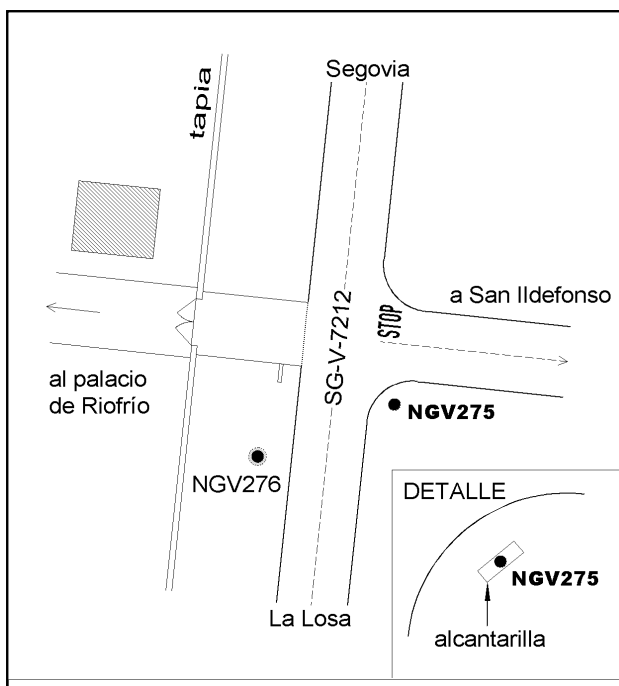 Segovia
tapia
a San Ildefonso
STOP
SG-V-7212
al palacio
de Riofrío
NGV275
NGV276
DETALLE
NGV275
La Losa
alcantarilla